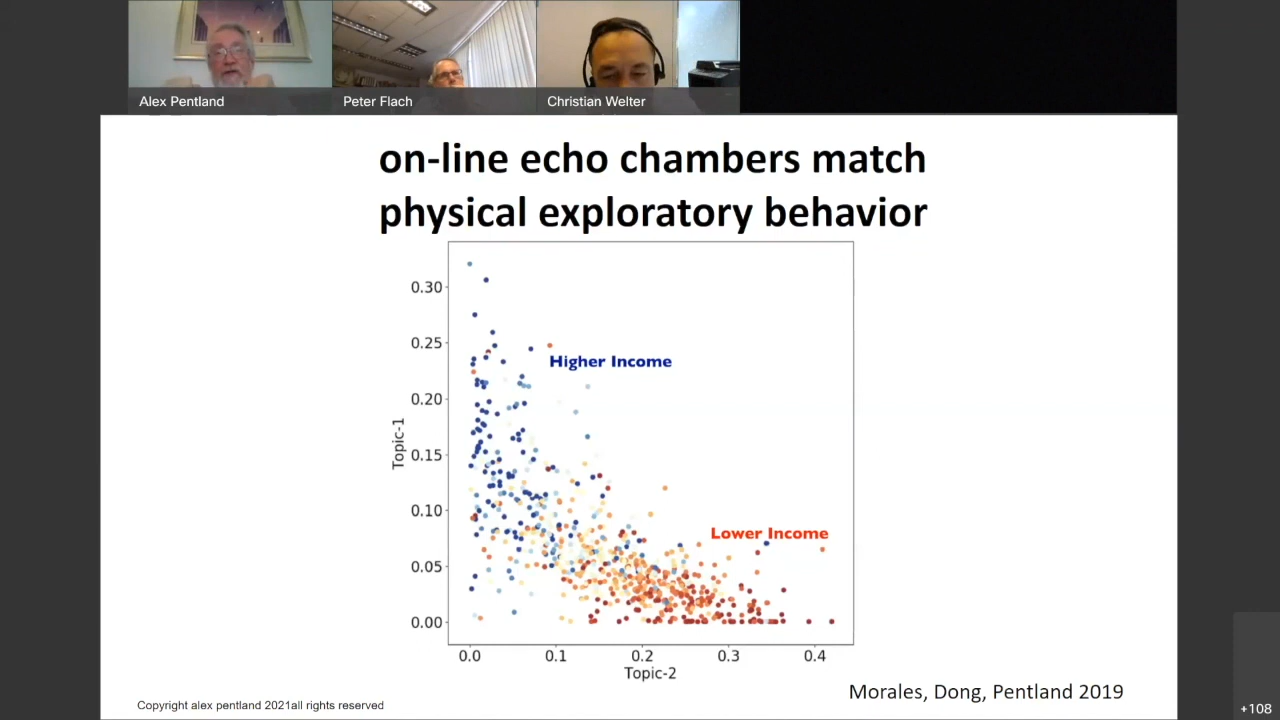 Alex Pentland
Peter Flach
Christian Welter
on-line echo chambers match
physical exploratory behavior
0.30
0.25
Higher Income
0.20
Topic-1
0.15
0.10
Lower Income
0.05
0.00
0.0 0.1 0.2 0.3 0.4
Topic-2
Morales, Dong, Pentland 2019
Copyright alex pentland 2021all rights reserved
+108